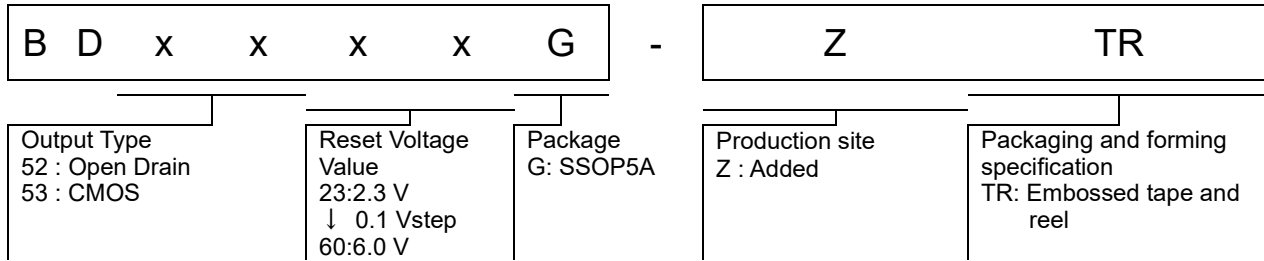 B D x x x x G - Z TR
Output Type
52 : Open Drain
53 : CMOS
Reset Voltage
Value
23:2.3 V
↓ 0.1 Vstep
60:6.0 V
Package
G: SSOP5A
Production site
Z : Added
Packaging and forming
specification
TR: Embossed tape and
reel